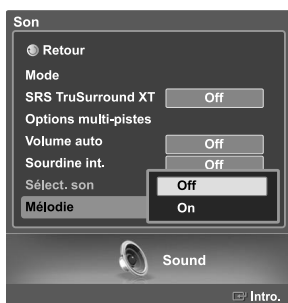 Son
Retour
Mode
SRS TruSurround XT Off
Options multi-pistes
Volume auto Off
Sourdine int. Off
Sélect. son Off
Mélodie On
Sound
Intro.